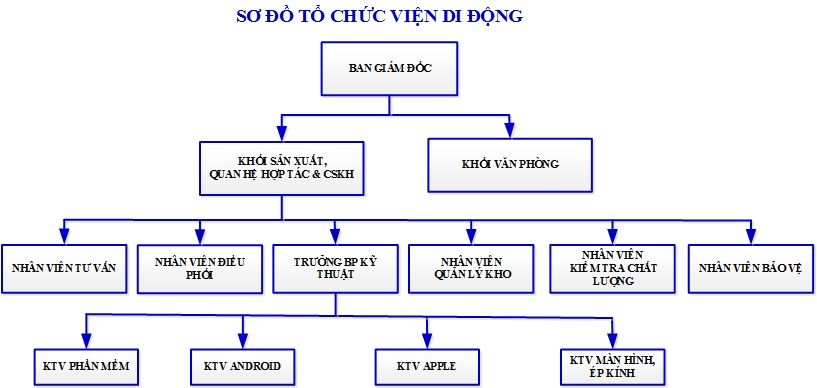 SƠ ĐỒ TỔ CHỨC VIỆN DI ĐỘNG
BAN GIÁM ĐỐC
KHỐI SẢN XUẤT,
QUAN HỆ HỢP TÁC & CSKH
KHỐI VĂN PHÒNG
NHÂN VIÊN TƯ VẤN
NHÂN VIÊN ĐIỀU
PHỐI
TRƯỞNG BP KỸ
THUẬT
NHÂN VIÊN
QUẢN LÝ KHO
NHÂN VIÊN
KIỂM TRA CHẤT
LƯỢNG
NHÂN VIÊN BẢO VỆ
KTV PHẦN MỀM
KTV ANDROID
KTV APPLE
KTV MÀN HÌNH,
ÉP KÍNH